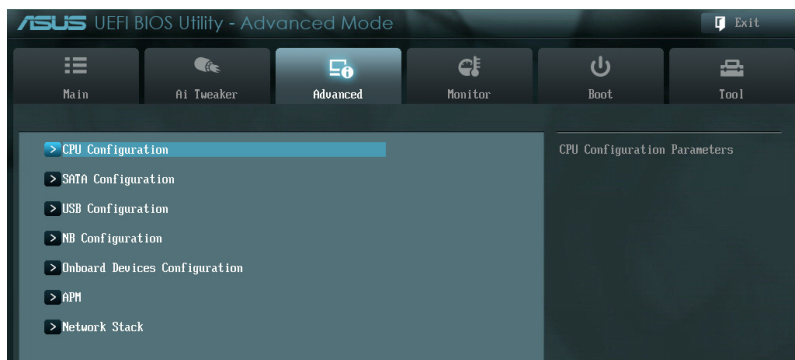 ASUS UEFI BIOS Utility - Advanced Mode
Exit
Main
Ai Tweaker
Advanced
Monitor
Boot
Tool
> CPU Configuration
CPU Configuration Parameters
> SATA Configuration
> USB Configuration
> NB Configuration
> Onboard Devices Configuration
> APM
> Network Stack